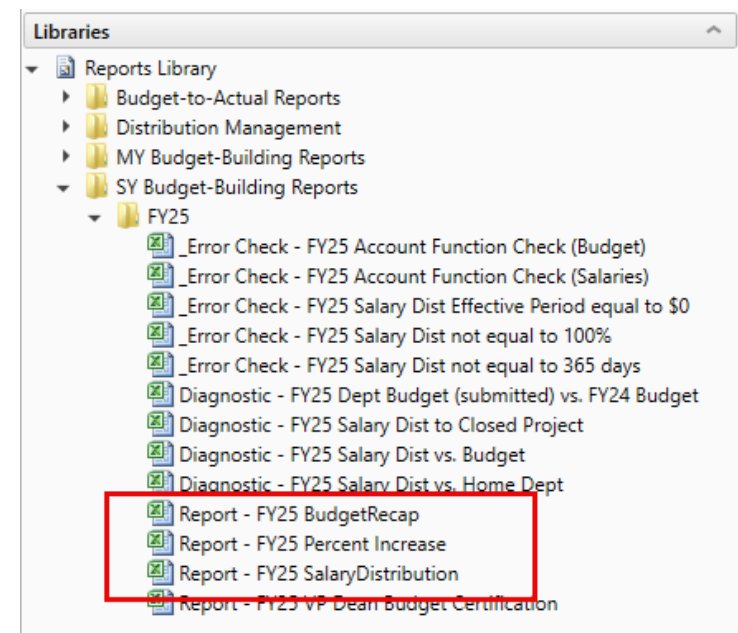 Libraries
Reports Library
Budget-to-Actual Reports
Distribution Management
MY Budget-Building Reports
SY Budget-Building Reports
FY25
_Error Check - FY25 Account Function Check (Budget)
_Error Check - FY25 Account Function Check (Salaries)
_Error Check - FY25 Salary Dist Effective Period equal to $0
_Error Check - FY25 Salary Dist not equal to 100%
_Error Check - FY25 Salary Dist not equal to 365 days
Diagnostic - FY25 Dept Budget (submitted) vs. FY24 Budget
Diagnostic - FY25 Salary Dist to Closed Project
Diagnostic - FY25 Salary Dist vs. Budget
Diagnostic - FY25 Salary Dist vs. Home Dept
Report - FY25 BudgetRecap
Report - FY25 Percent Increase
Report - FY25 SalaryDistribution
Report - FY25 VP Dean Budget Certification